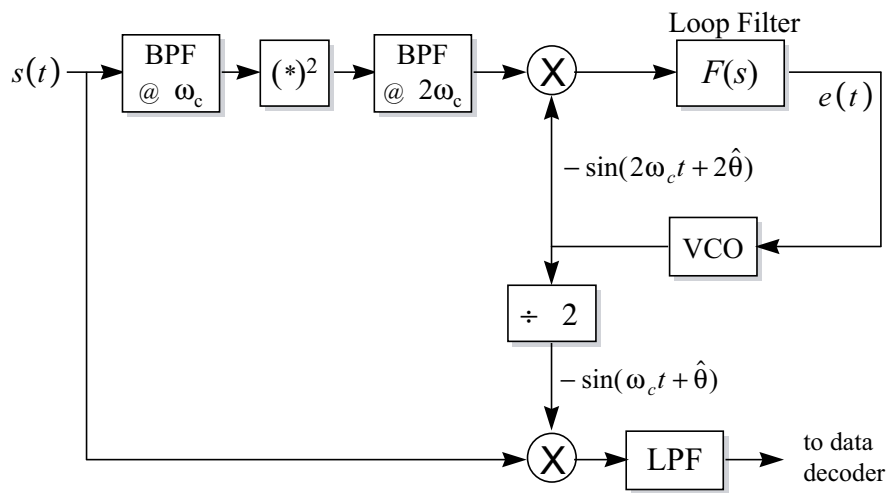 Loop Filter
s(t)
BPF
@ ω_c
(*)²
BPF
@ 2ω_c
X
F(s)
e(t)
− sin(2ω_c t + 2θ̂)
VCO
÷ 2
− sin(ω_c t + θ̂)
X
LPF
to data
decoder